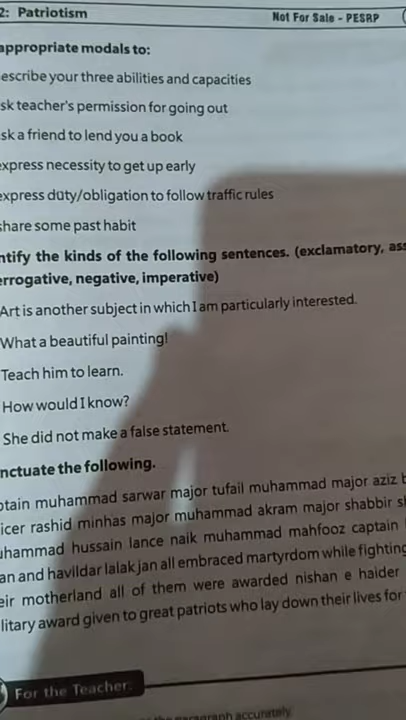 2: Patriotism
Not For Sale - PESRP
appropriate modals to:
escribe your three abilities and capacities
sk teacher's permission for going out
sk a friend to lend you a book
express necessity to get up early
express duty/obligation to follow traffic rules
share some past habit
ntify the kinds of the following sentences. (exclamatory, ass
errogative, negative, imperative)
Art is another subject in which I am particularly interested.
What a beautiful painting!
Teach him to learn.
How would I know?
She did not make a false statement.
nctuate the following.
ptain muhammad sarwar major tufail muhammad major aziz b
icer rashid minhas major muhammad akram major shabbir sh
uhammad hussain lance naik muhammad mahfooz captain
an and havildar lalak jan all embraced martyrdom while fighting
eir motherland all of them were awarded nishan e haider
litary award given to great patriots who lay down their lives for
For the Teacher:
the paragraph accurately